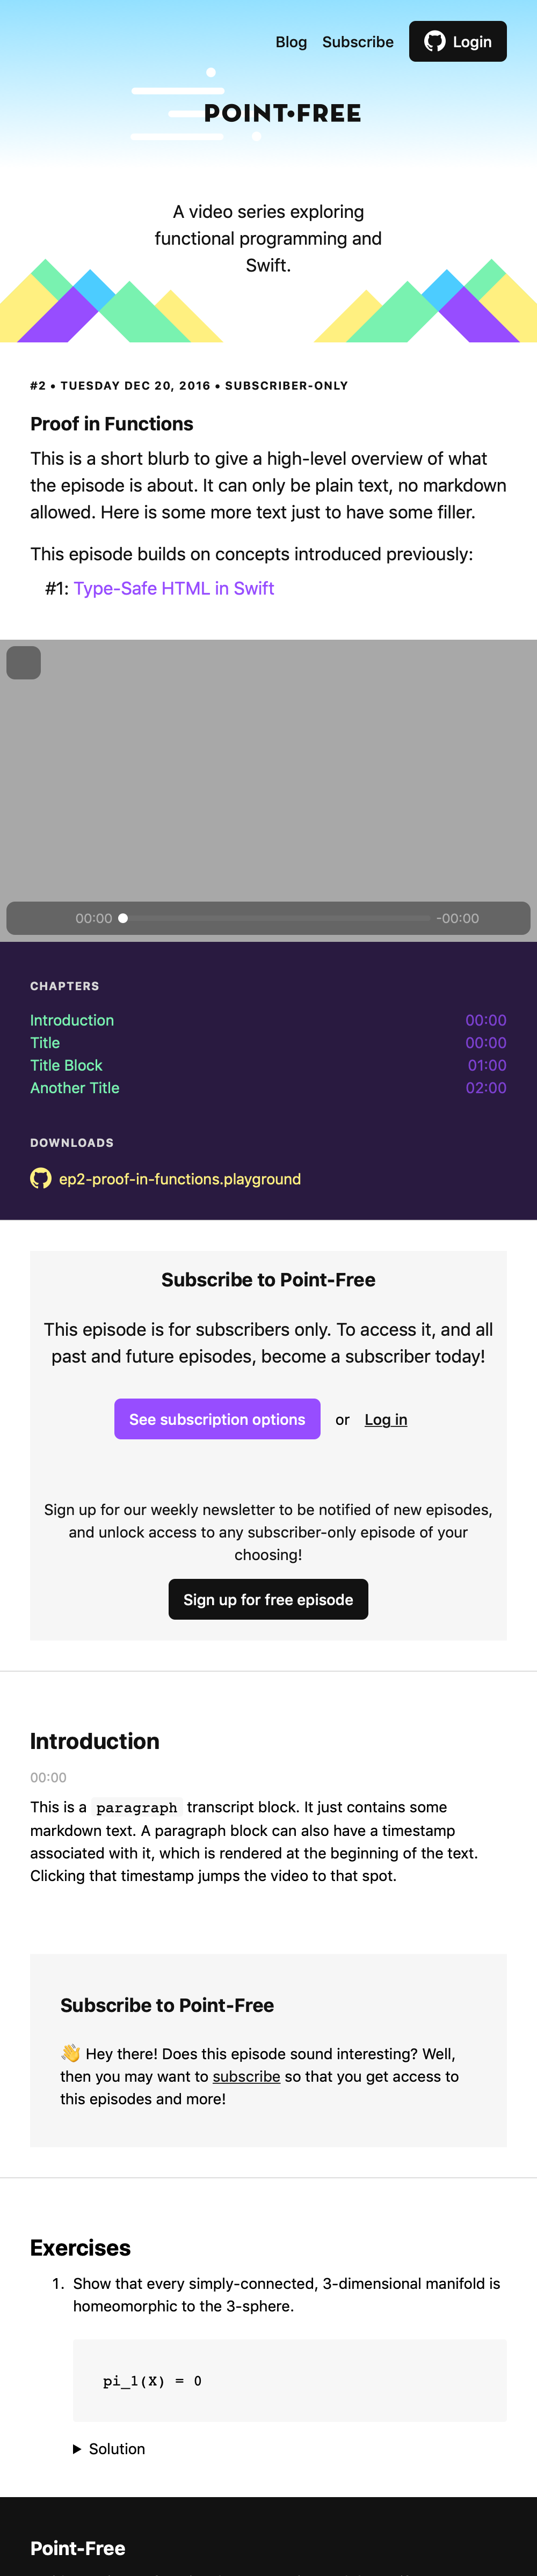 Blog Subscribe Login
POINT•FREE
A video series exploring
functional programming and
Swift.
#2 • TUESDAY DEC 20, 2016 • SUBSCRIBER-ONLY
Proof in Functions
This is a short blurb to give a high-level overview of what
the episode is about. It can only be plain text, no markdown
allowed. Here is some more text just to have some filler.
This episode builds on concepts introduced previously:
#1: Type-Safe HTML in Swift
00:00 -00:00
CHAPTERS
Introduction 00:00
Title 00:00
Title Block 01:00
Another Title 02:00
DOWNLOADS
ep2-proof-in-functions.playground
Subscribe to Point-Free
This episode is for subscribers only. To access it, and all
past and future episodes, become a subscriber today!
See subscription options or Log in
Sign up for our weekly newsletter to be notified of new episodes,
and unlock access to any subscriber-only episode of your
choosing!
Sign up for free episode
Introduction
00:00
This is a paragraph transcript block. It just contains some
markdown text. A paragraph block can also have a timestamp
associated with it, which is rendered at the beginning of the text.
Clicking that timestamp jumps the video to that spot.
Subscribe to Point-Free
👋 Hey there! Does this episode sound interesting? Well,
then you may want to subscribe so that you get access to
this episodes and more!
Exercises
1. Show that every simply-connected, 3-dimensional manifold is
homeomorphic to the 3-sphere.
pi_1(X) = 0
Solution
Point-Free